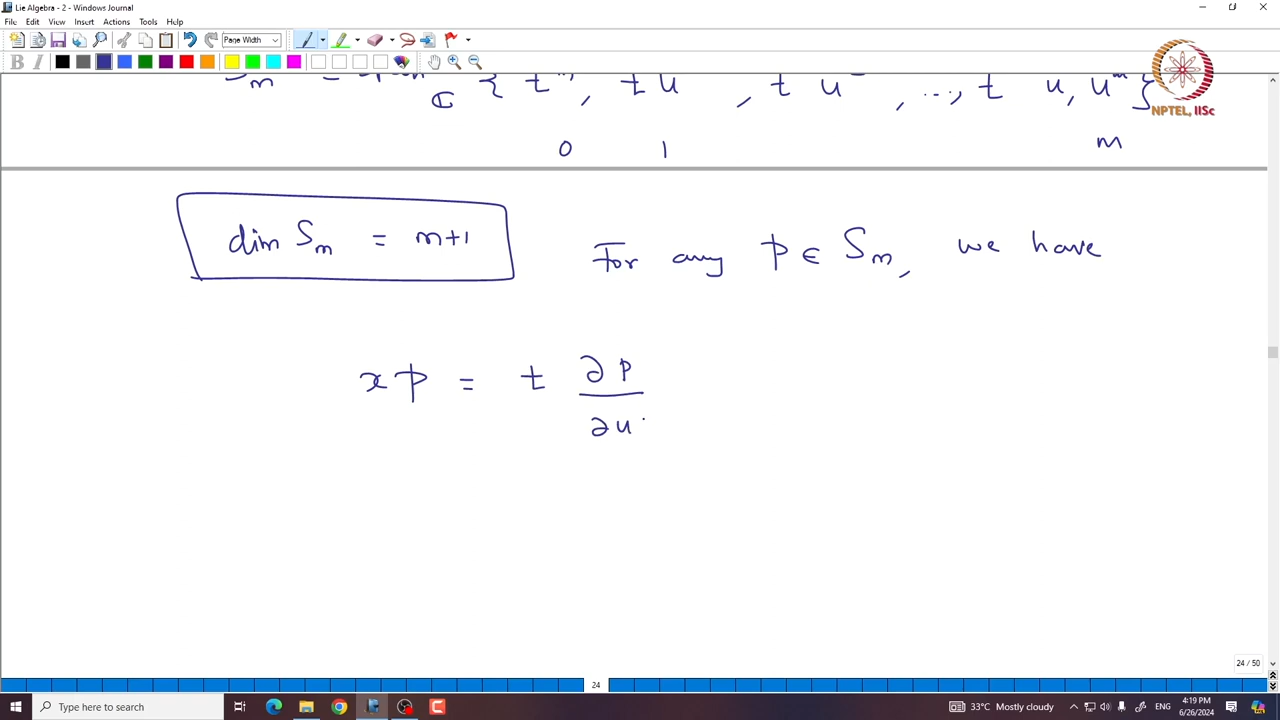 Lie Algebra - 2 - Windows Journal
File Edit View Insert Actions Tools Help
Page Width
B I
NPTEL, IISc
ℂ { t , t u , t u , ..., t u, u^m }
0 1 m
dim S_m = m+1
For any p ∈ S_m, we have
x p = t ∂p/∂u
24 / 50
24
Type here to search
33°C Mostly cloudy
ENG
4:19 PM
6/26/2024